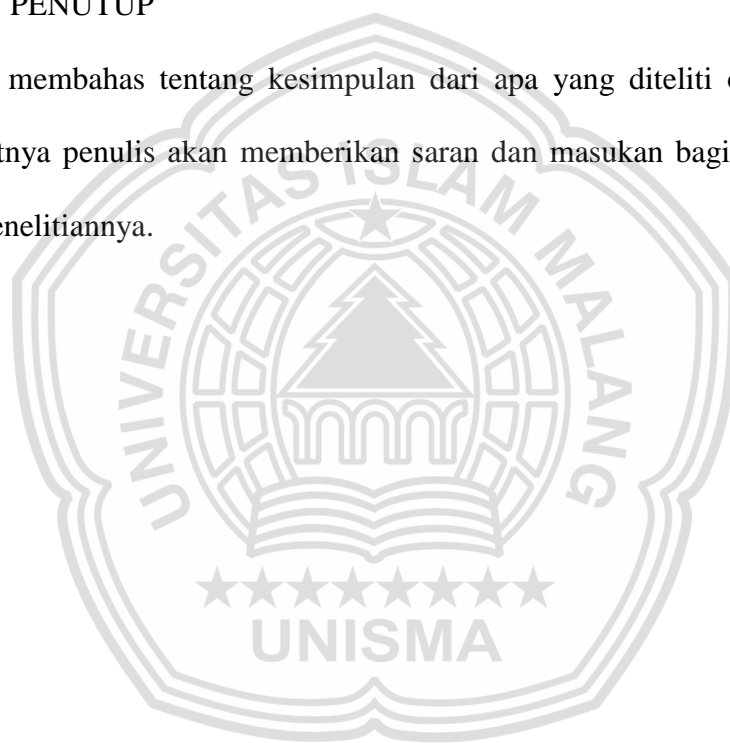 PENUTUP
membahas tentang kesimpulan dari apa yang diteliti
tnya penulis akan memberikan saran dan masukan bagi
enelitiannya.
UNIVERSITAS ISLAM MALANG
UNISMA